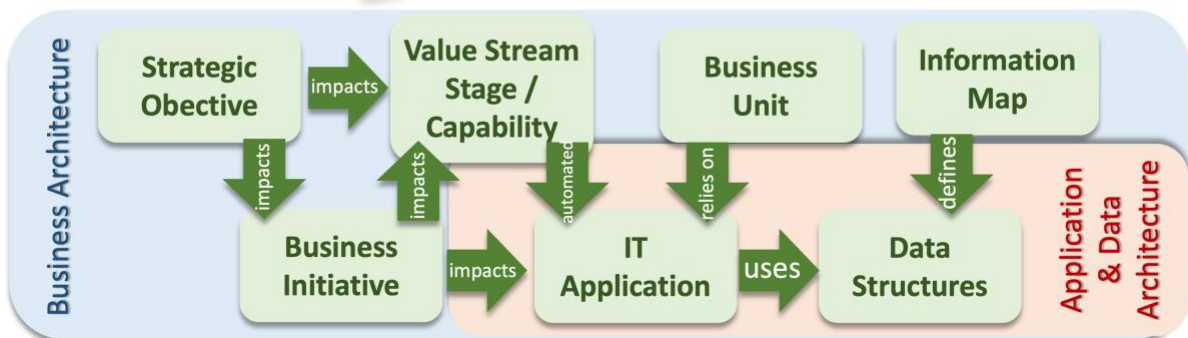 Business Architecture
Strategic
Obective
impacts
Value Stream
Stage /
Capability
Business
Unit
Information
Map
impacts
impacts
automated
relies on
defines
Business
Initiative
impacts
IT
Application
uses
Data
Structures
Application
& Data
Architecture